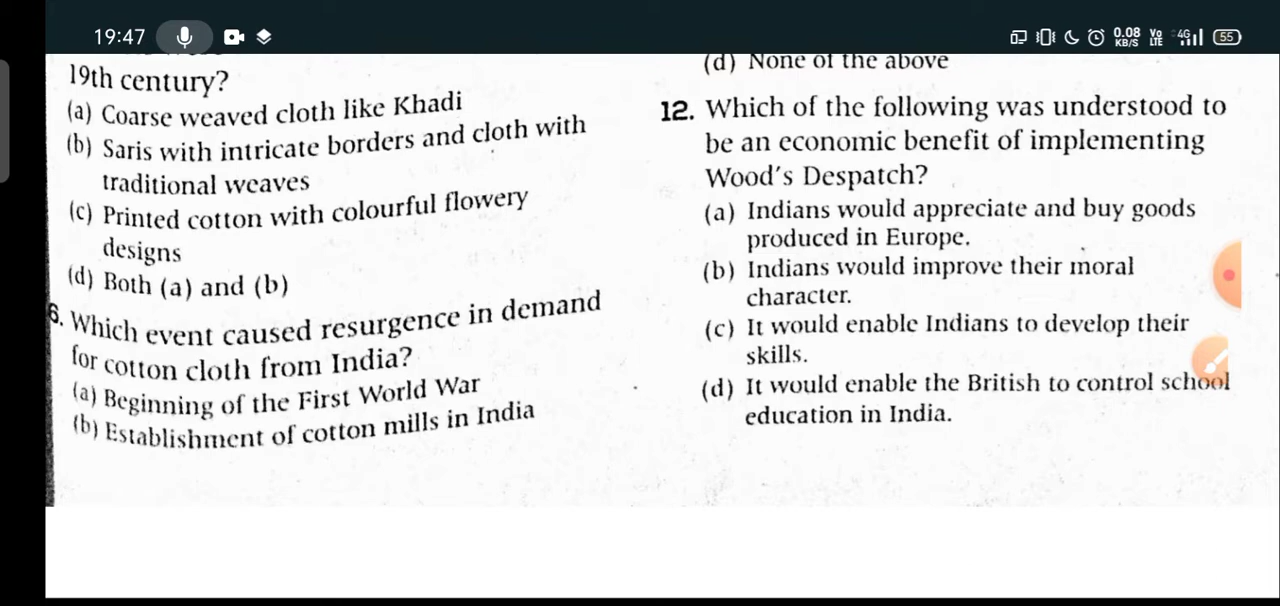 19:47
0.08 KB/S
Vo LTE
4G
55
19th century?
(a) Coarse weaved cloth like Khadi
(b) Saris with intricate borders and cloth with
traditional weaves
(c) Printed cotton with colourful flowery
designs
(d) Both (a) and (b)
6. Which event caused resurgence in demand
for cotton cloth from India?
(a) Beginning of the First World War
(b) Establishment of cotton mills in India
(d) None of the above
12. Which of the following was understood to
be an economic benefit of implementing
Wood's Despatch?
(a) Indians would appreciate and buy goods
produced in Europe.
(b) Indians would improve their moral
character.
(c) It would enable Indians to develop their
skills.
(d) It would enable the British to control school
education in India.